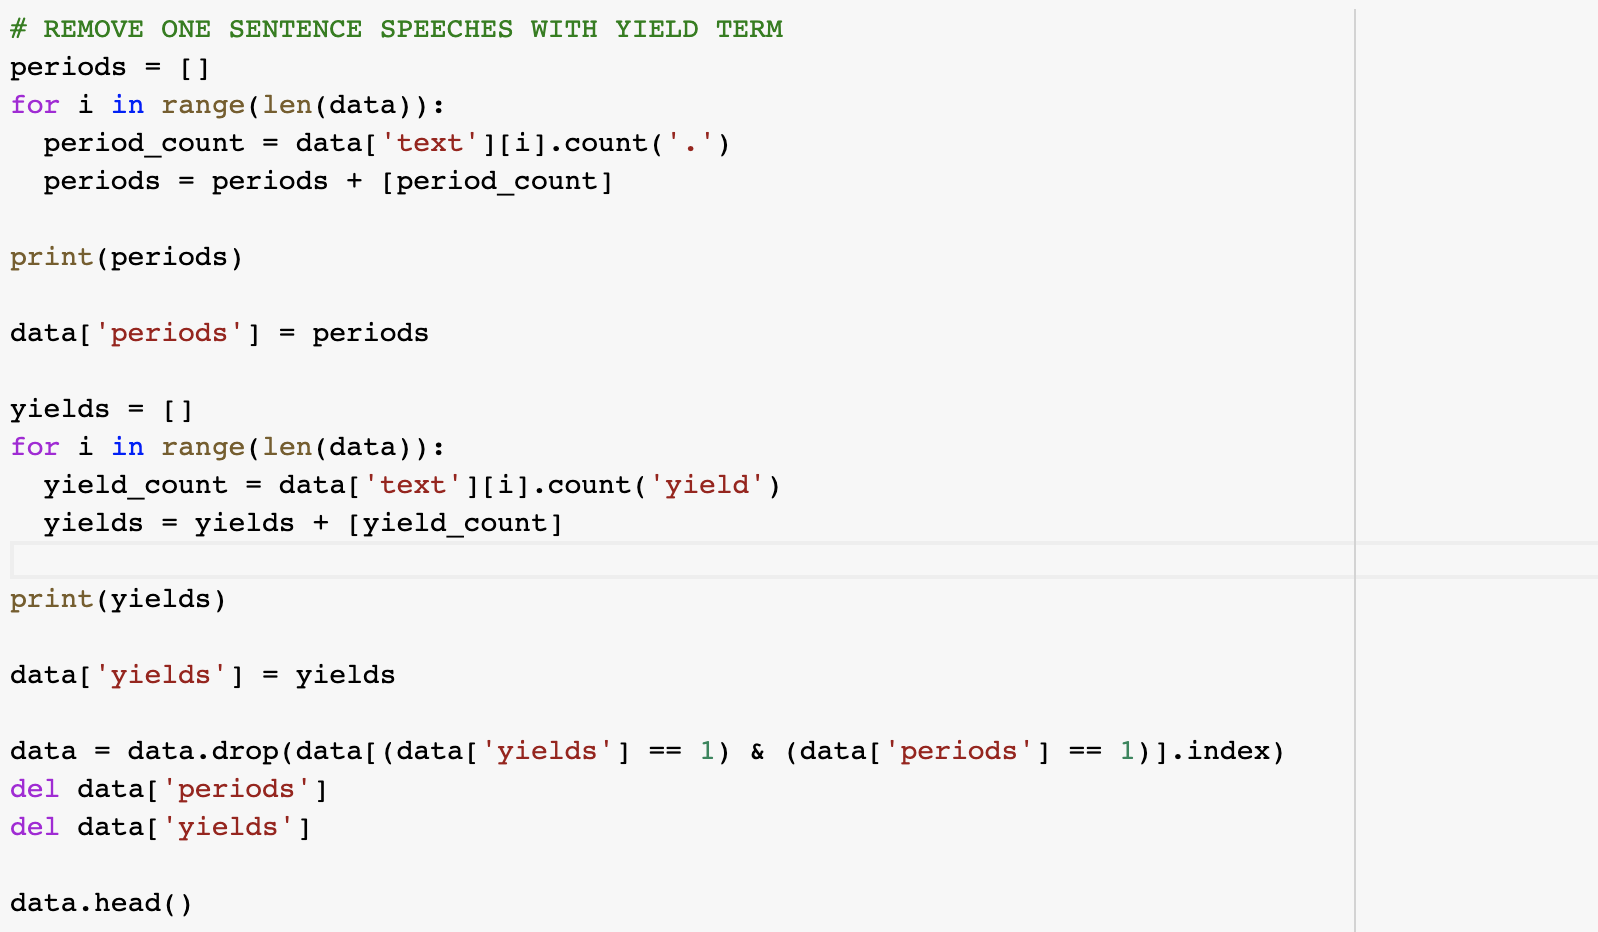 # REMOVE ONE SENTENCE SPEECHES WITH YIELD TERM
periods = []
for i in range(len(data)):
  period_count = data['text'][i].count('.')
  periods = periods + [period_count]

print(periods)

data['periods'] = periods

yields = []
for i in range(len(data)):
  yield_count = data['text'][i].count('yield')
  yields = yields + [yield_count]

print(yields)

data['yields'] = yields

data = data.drop(data[(data['yields'] == 1) & (data['periods'] == 1)].index)
del data['periods']
del data['yields']

data.head()